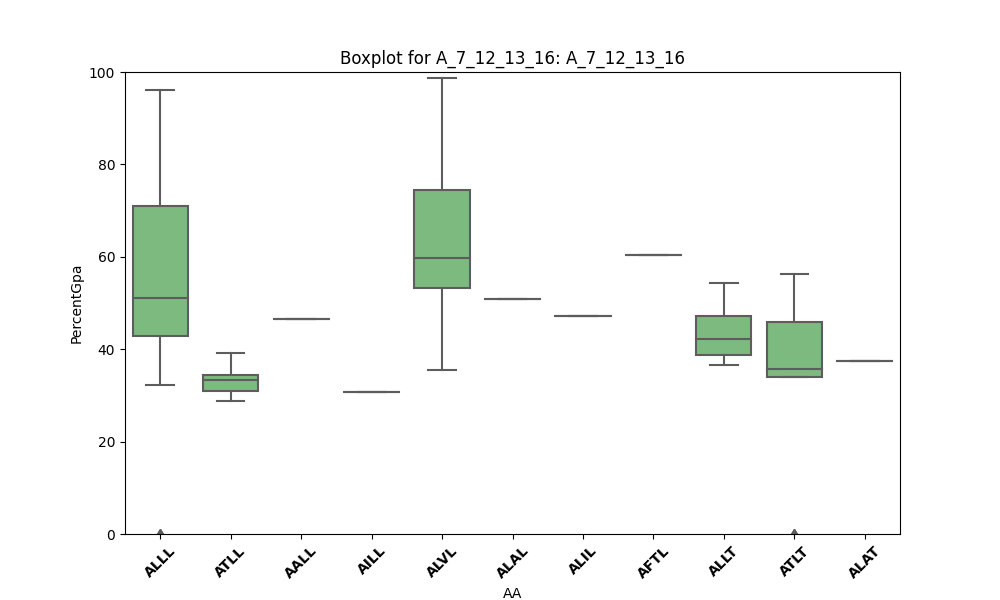 Boxplot for A_7_12_13_16: A_7_12_13_16
100
80
60
40
20
0
PercentGpa
ALLL
ATLL
AALL
AILL
ALVL
ALAL
ALIL
AFTL
ALLT
ATLT
ALAT
AA